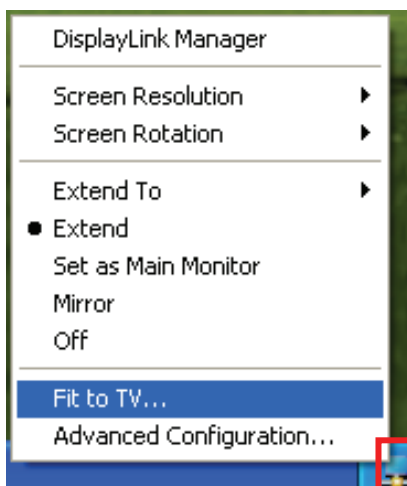 DisplayLink Manager
Screen Resolution
Screen Rotation
Extend To
Extend
Set as Main Monitor
Mirror
Off
Fit to TV...
Advanced Configuration...